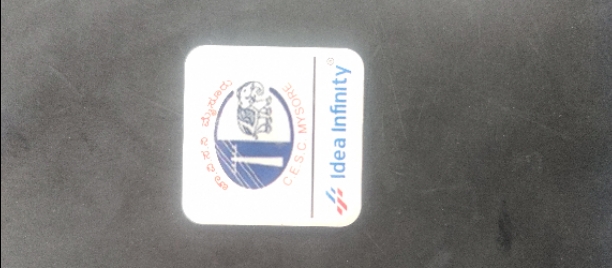 ಚಾ.ವಿ.ಸ.ನಿ. ಮೈಸೂರು
C.E.S.C. MYSORE
Idea Infinity®